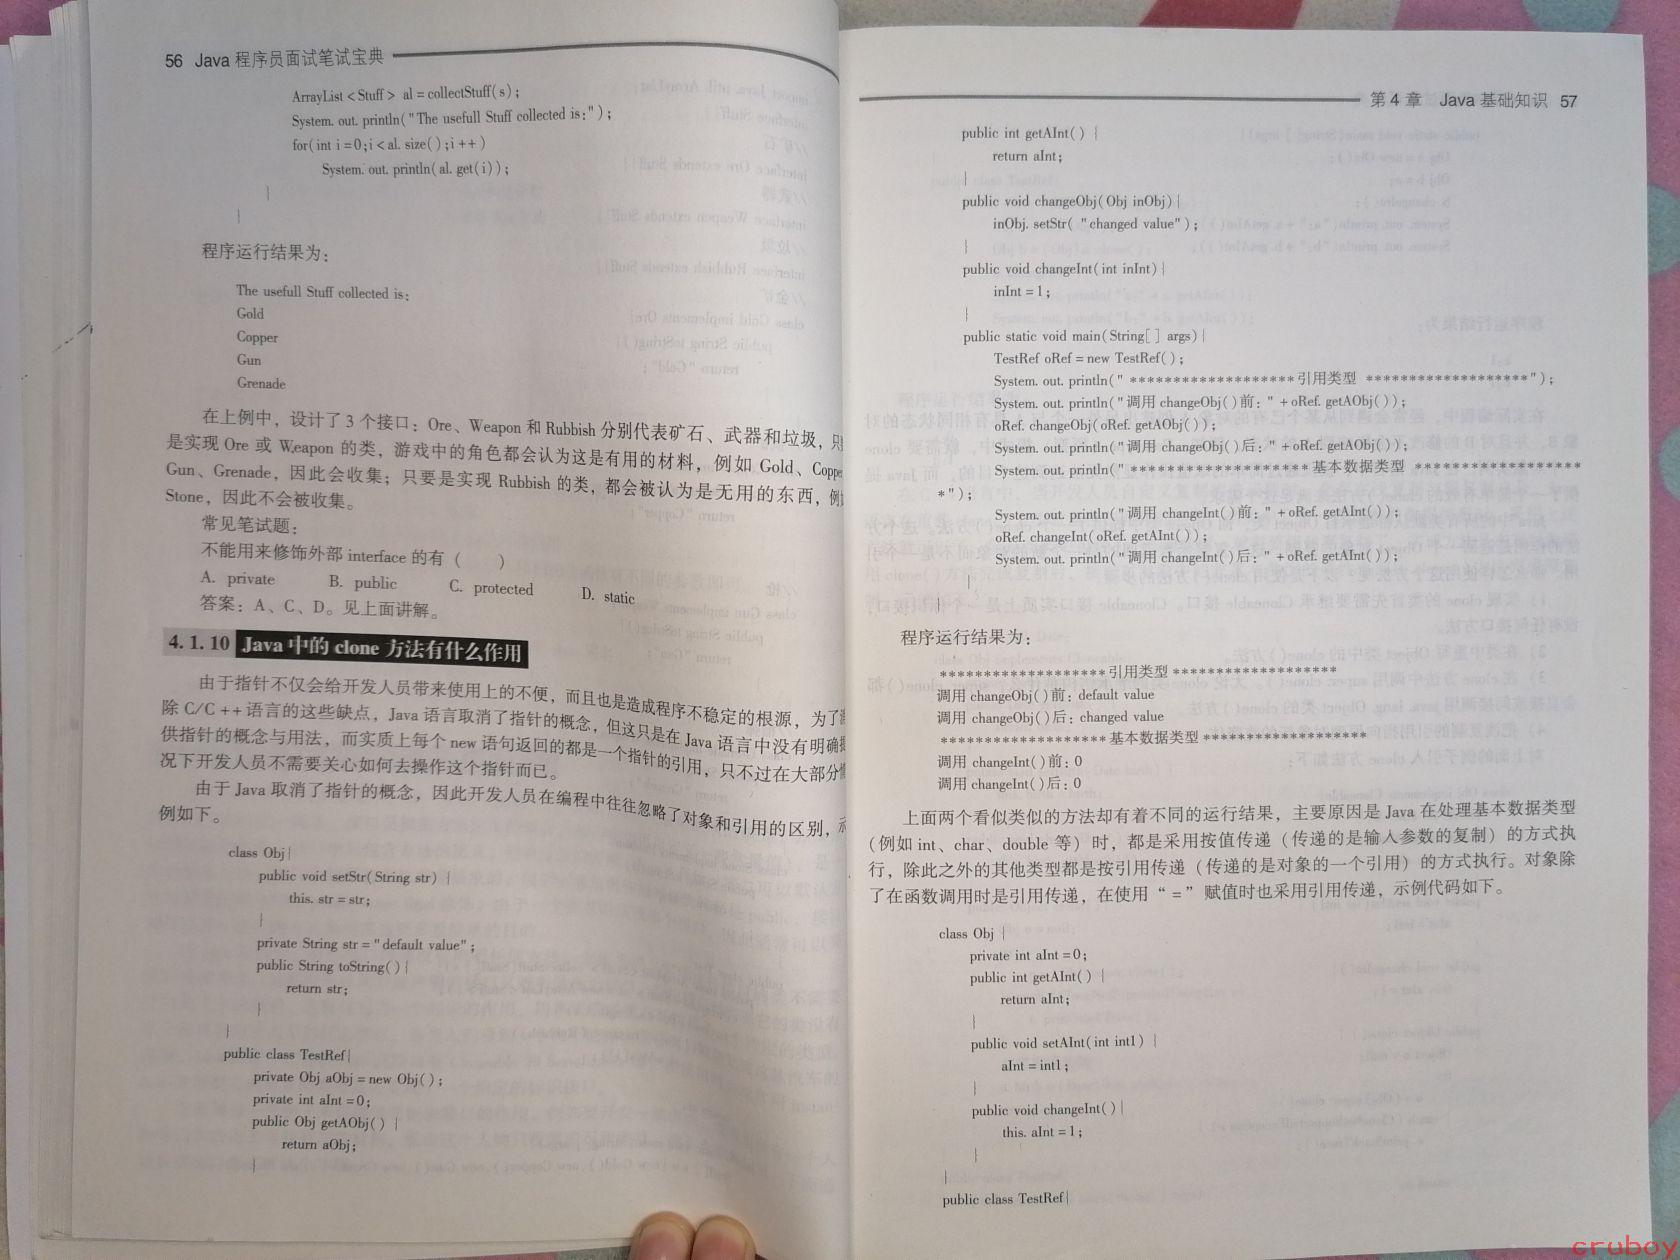 56 Java 程序员面试笔试宝典
ArrayList < Stuff > al = collectStuff( s) ;
System. out. println( "The usefull Stuff collected is:") ;
for( int i = 0;i < al. size( ) ;i + + )
System. out. println( al. get( i) ) ;
}
}
程序运行结果为：
The usefull Stuff collected is:
Gold
Copper
Gun
Grenade
在上例中，设计了 3 个接口：Ore、Weapon 和 Rubbish 分别代表矿石、武器和垃圾，只
是实现 Ore 或 Weapon 的类，游戏中的角色都会认为这是有用的材料，例如 Gold、Coppe
Gun、Grenade，因此会收集；只要是实现 Rubbish 的类，都会被认为是无用的东西，例
Stone，因此不会被收集。
常见笔试题：
不能用来修饰外部 interface 的有（　　）
A. private B. public C. protected D. static
答案：A、C、D。见上面讲解。
4. 1. 10 Java 中的 clone 方法有什么作用
由于指针不仅会给开发人员带来使用上的不便，而且也是造成程序不稳定的根源，为了
除 C/C + + 语言的这些缺点，Java 语言取消了指针的概念，但这只是在 Java 语言中没有明确
供指针的概念与用法，而实质上每个 new 语句返回的都是一个指针的引用，只不过在大部分
况下开发人员不需要关心如何去操作这个指针而已。
由于 Java 取消了指针的概念，因此开发人员在编程中往往忽略了对象和引用的区别，
例如下。
class Obj{
public void setStr( String str) {
this. str = str;
}
private String str = "default value" ;
public String toString( ) {
return str;
}
}
public class TestRef{
private Obj aObj = new Obj( ) ;
private int aInt = 0;
public Obj getAObj( ) {
return aObj;
}
第 4 章 Java 基础知识 57
public int getAInt( ) {
return aInt;
}
public void changeObj( Obj inObj) {
inObj. setStr( "changed value") ;
}
public void changeInt( int inInt) {
inInt = 1;
}
public static void main( String[ ] args) {
TestRef oRef = new TestRef( ) ;
System. out. println( " *******************引用类型 *******************") ;
System. out. println( "调用 changeObj( )前：" + oRef. getAObj( ) ) ;
oRef. changeObj( oRef. getAObj( ) ) ;
System. out. println( "调用 changeObj( )后：" + oRef. getAObj( ) ) ;
System. out. println( " ********************基本数据类型 *******************
*") ;
System. out. println( "调用 changeInt( )前：" + oRef. getAInt( ) ) ;
oRef. changeInt( oRef. getAInt( ) ) ;
System. out. println( "调用 changeInt( )后：" + oRef. getAInt( ) ) ;
}
}
程序运行结果为：
*******************引用类型*******************
调用 changeObj( )前：default value
调用 changeObj( )后：changed value
*******************基本数据类型*******************
调用 changeInt( )前：0
调用 changeInt( )后：0
上面两个看似类似的方法却有着不同的运行结果，主要原因是 Java 在处理基本数据类型
（例如 int、char、double 等）时，都是采用按值传递（传递的是输入参数的复制）的方式执
行，除此之外的其他类型都是按引用传递（传递的是对象的一个引用）的方式执行。对象除
了在函数调用时是引用传递，在使用 “ = ” 赋值时也采用引用传递，示例代码如下。
class Obj {
private int aInt = 0;
public int getAInt( ) {
return aInt;
}
public void setAInt( int int1) {
aInt = int1;
}
public void changeInt( ) {
this. aInt = 1;
}
}
public class TestRef{
cruboy